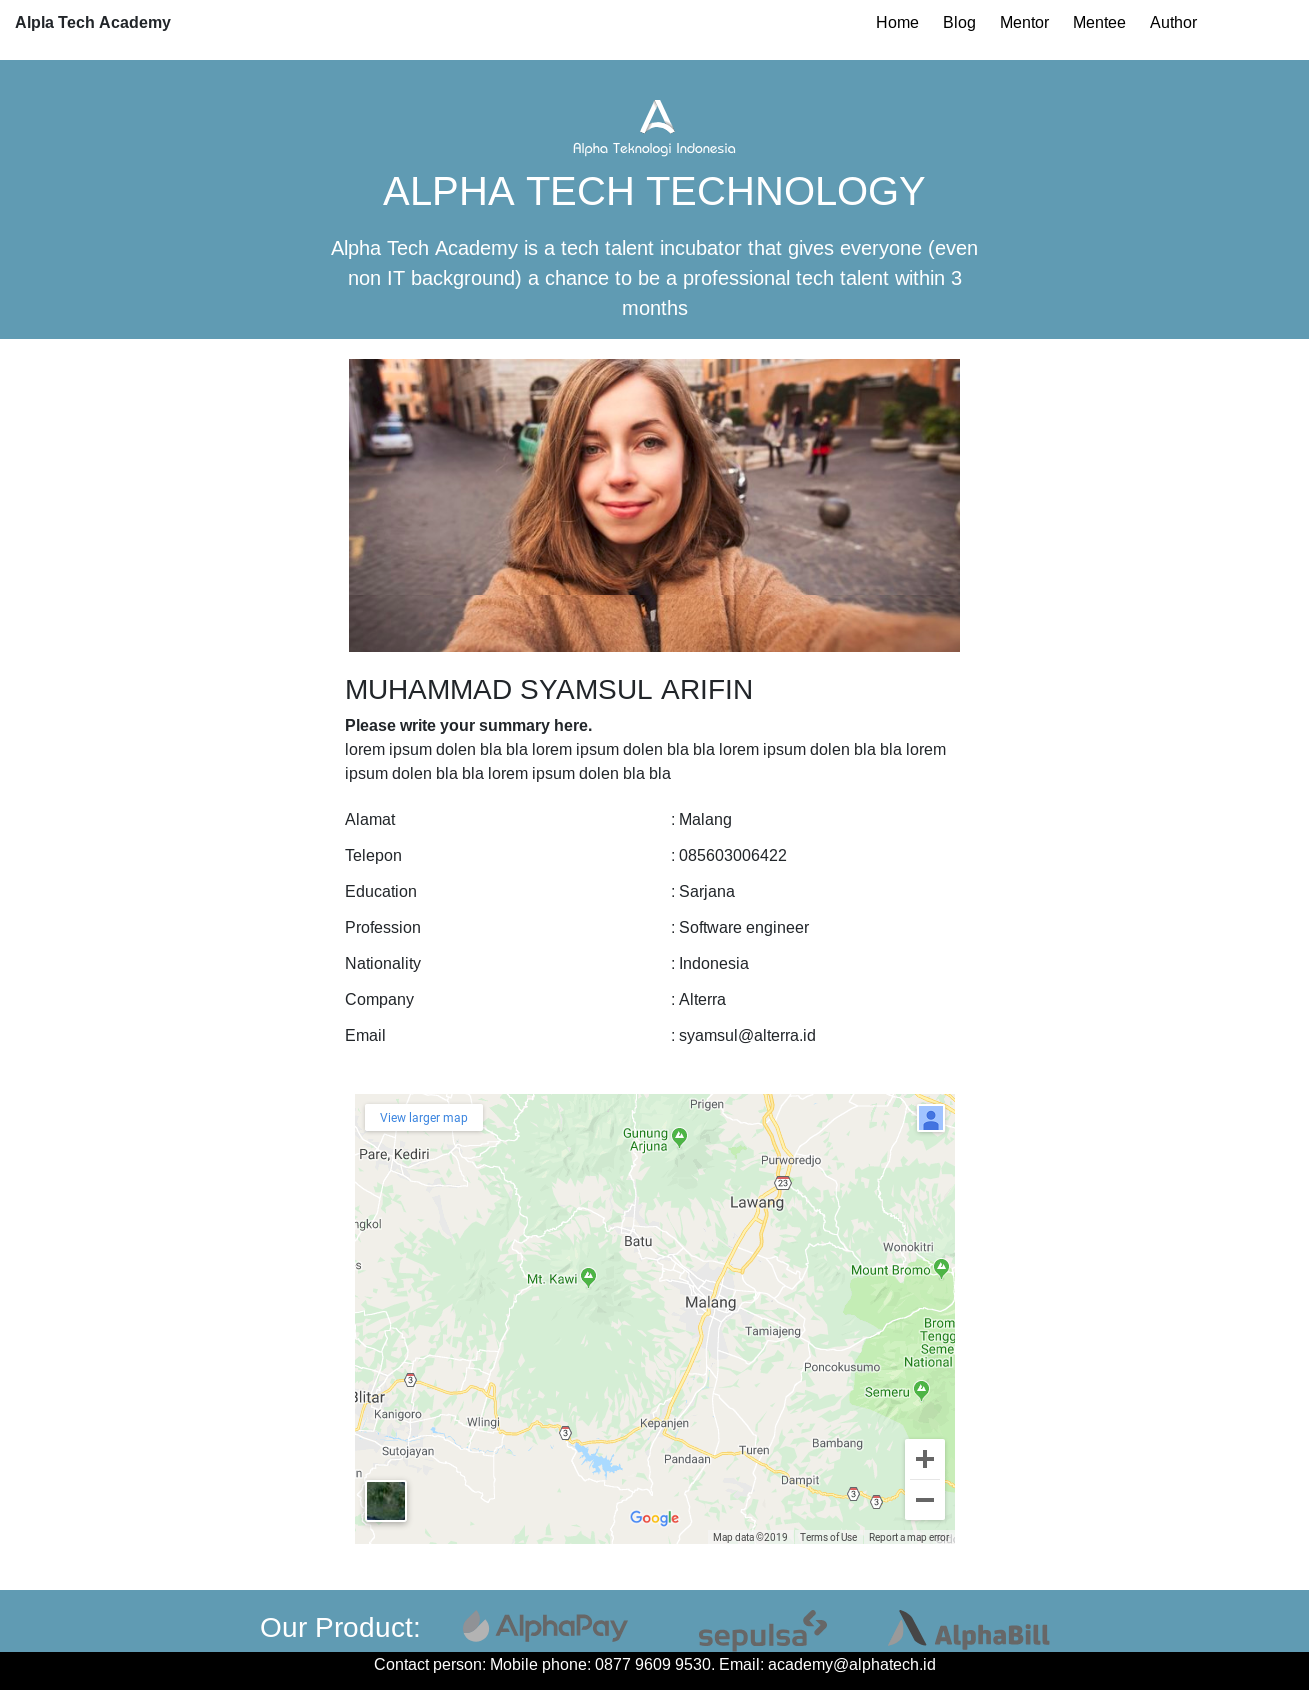 Alpla Tech Academy
Home Blog Mentor Mentee Author
Alpha Teknologi Indonesia
ALPHA TECH TECHNOLOGY
Alpha Tech Academy is a tech talent incubator that gives everyone (even
non IT background) a chance to be a professional tech talent within 3
months
MUHAMMAD SYAMSUL ARIFIN
Please write your summary here.
lorem ipsum dolen bla bla lorem ipsum dolen bla bla lorem ipsum dolen bla bla lorem
ipsum dolen bla bla lorem ipsum dolen bla bla
Alamat : Malang
Telepon : 085603006422
Education : Sarjana
Profession : Software engineer
Nationality : Indonesia
Company : Alterra
Email : syamsul@alterra.id
View larger map
Prigen
Gunung
Arjuna
Pare, Kediri
Purworedjo
23
Lawang
ngkol
Batu
Wonokitri
Mount Bromo
Mt. Kawi
Malang
Brom
Tamiajeng
Tengg
Seme
National
Poncokusumo
3
Semeru
Blitar
Kanigoro
Wlingi
Kepanjen
3
Bambang
Sutojayan
Turen
Pandaan
Dampit
3
3
Google
Map data ©2019 Terms of Use Report a map error
Our Product: AlphaPay sepulsa AlphaBill
Contact person: Mobile phone: 0877 9609 9530. Email: academy@alphatech.id